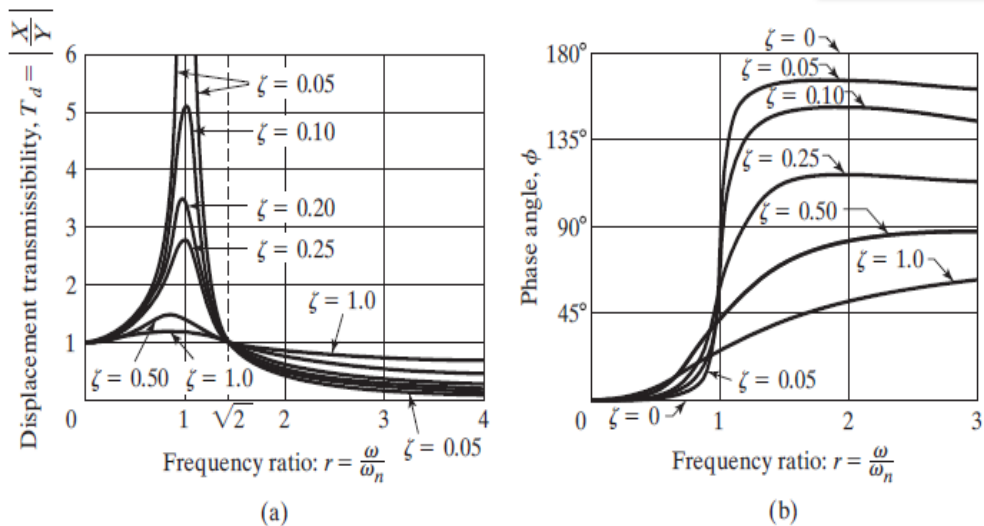 Displacement transmissibility, T_d = |X/Y|
6
5
4
3
2
1
0
ζ = 0.05
ζ = 0.10
ζ = 0.20
ζ = 0.25
ζ = 1.0
ζ = 0.50
ζ = 1.0
1
√2
2
3
4
ζ = 0.05
Frequency ratio: r = ω/ω_n
(a)
Phase angle, ϕ
180°
135°
90°
45°
0
ζ = 0
ζ = 0.05
ζ = 0.10
ζ = 0.25
ζ = 0.50
ζ = 1.0
ζ = 0.05
ζ = 0
1
2
3
Frequency ratio: r = ω/ω_n
(b)